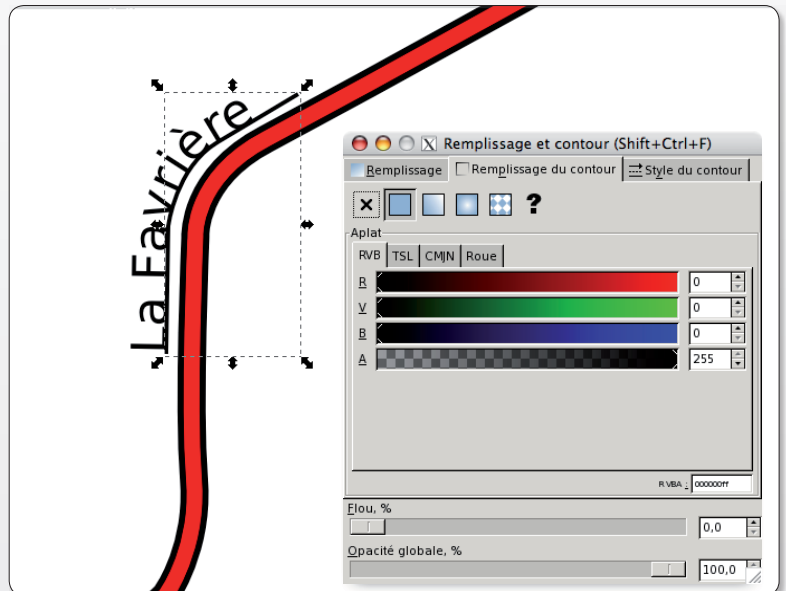 La Favrière
X Remplissage et contour (Shift+Ctrl+F)
Remplissage Remplissage du contour Style du contour
?
Aplat
RVB TSL CMJN Roue
R 0
V 0
B 0
A 255
RVBA : 000000ff
Flou, %
0,0
Opacité globale, %
100,0